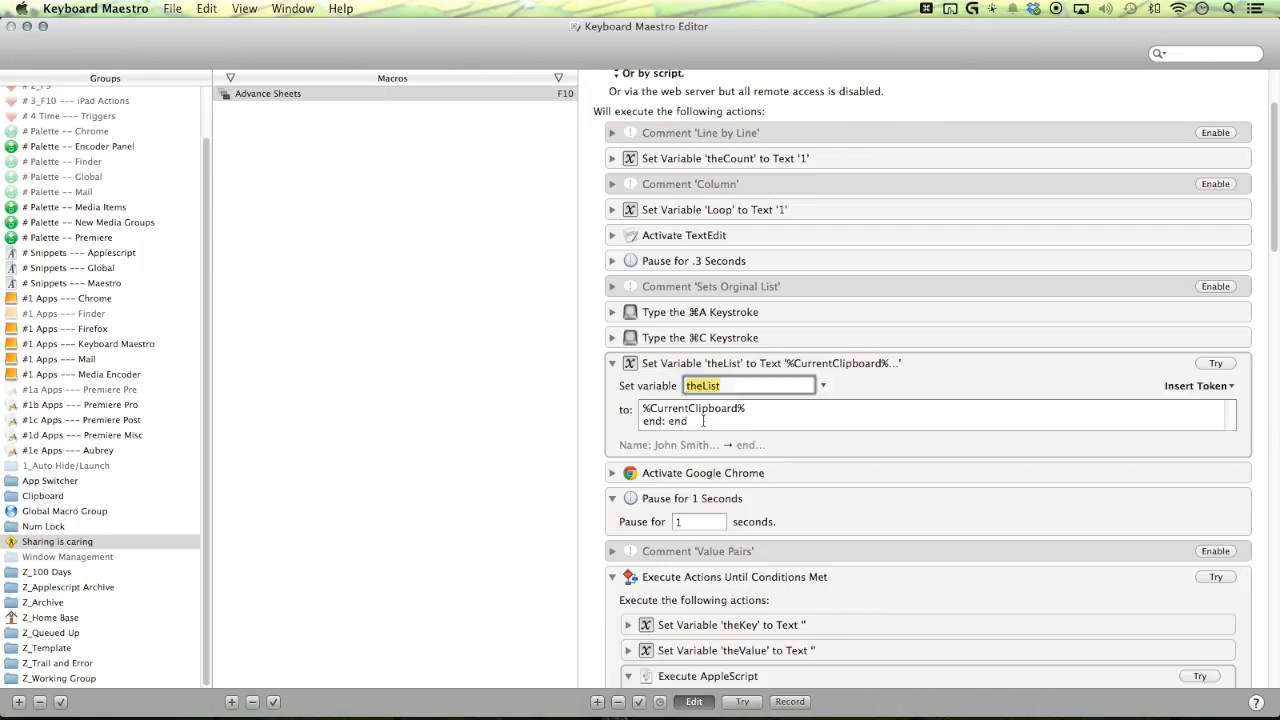 Keyboard Maestro File Edit View Window Help
Keyboard Maestro Editor
Groups
Macros
# 2_F5
# 3_F10 --- iPad Actions
# 4 Time --- Triggers
# Palette -- Chrome
# Palette -- Encoder Panel
# Palette -- Finder
# Palette -- Global
# Palette -- Mail
# Palette -- Media Items
# Palette -- New Media Groups
# Palette -- Premiere
# Snippets --- Applescript
# Snippets --- Global
# Snippets --- Maestro
#1 Apps --- Chrome
#1 Apps --- Finder
#1 Apps --- Firefox
#1 Apps --- Keyboard Maestro
#1 Apps --- Mail
#1 Apps --- Media Encoder
#1a Apps --- Premiere Pre
#1b Apps --- Premiere Pro
#1c Apps --- Premiere Post
#1d Apps --- Premiere Misc
#1e Apps --- Aubrey
1_Auto Hide/Launch
App Switcher
Clipboard
Global Macro Group
Num Lock
Sharing is caring
Window Management
Z_100 Days
Z_Applescript Archive
Z_Archive
Z_Home Base
Z_Queued Up
Z_Template
Z_Trail and Error
Z_Working Group
Advance Sheets F10
Or by script.
Or via the web server but all remote access is disabled.
Will execute the following actions:
Comment 'Line by Line' Enable
Set Variable 'theCount' to Text '1'
Comment 'Column' Enable
Set Variable 'Loop' to Text '1'
Activate TextEdit
Pause for .3 Seconds
Comment 'Sets Orginal List' Enable
Type the ⌘A Keystroke
Type the ⌘C Keystroke
Set Variable 'theList' to Text '%CurrentClipboard%...' Try
Set variable theList Insert Token
to: %CurrentClipboard%
end: end
Name: John Smith... → end...
Activate Google Chrome
Pause for 1 Seconds
Pause for 1 seconds.
Comment 'Value Pairs' Enable
Execute Actions Until Conditions Met Try
Execute the following actions:
Set Variable 'theKey' to Text ''
Set Variable 'theValue' to Text ''
Execute AppleScript Try
Edit Try Record ?